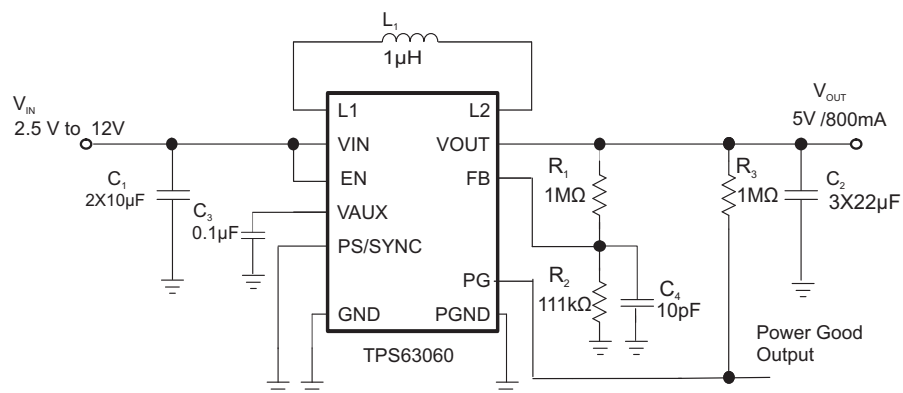 L₁
1µH
V_IN
2.5 V to 12V
V_OUT
5V /800mA
L1
L2
VIN
VOUT
EN
FB
VAUX
PS/SYNC
PG
GND
PGND
TPS63060
C₁
2X10µF
C₃
0.1µF
R₁
1MΩ
R₃
1MΩ
C₂
3X22µF
R₂
111kΩ
C₄
10pF
Power Good
Output